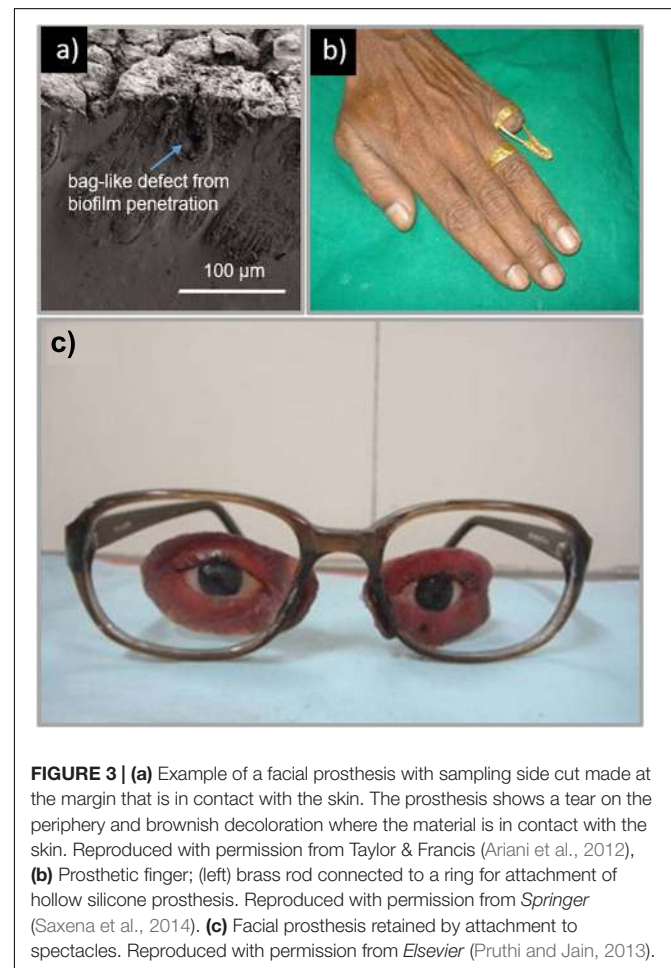 a)
bag-like defect from
biofilm penetration
100 µm
b)
c)
FIGURE 3 | (a) Example of a facial prosthesis with sampling side cut made at
the margin that is in contact with the skin. The prosthesis shows a tear on the
periphery and brownish decoloration where the material is in contact with the
skin. Reproduced with permission from Taylor & Francis (Ariani et al., 2012),
(b) Prosthetic finger; (left) brass rod connected to a ring for attachment of
hollow silicone prosthesis. Reproduced with permission from Springer
(Saxena et al., 2014). (c) Facial prosthesis retained by attachment to
spectacles. Reproduced with permission from Elsevier (Pruthi and Jain, 2013).